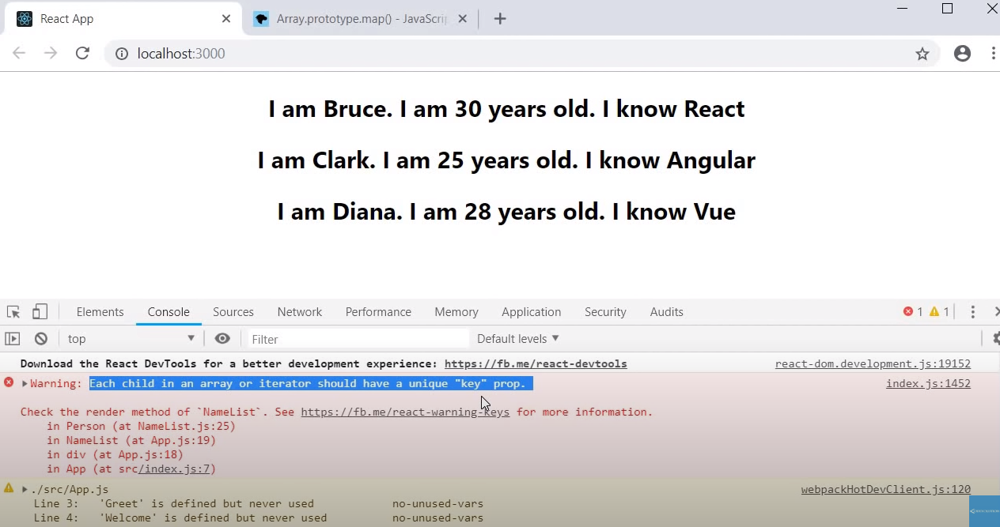 React App
Array.prototype.map() - JavaScrip
localhost:3000
I am Bruce. I am 30 years old. I know React
I am Clark. I am 25 years old. I know Angular
I am Diana. I am 28 years old. I know Vue
Elements Console Sources Network Performance Memory Application Security Audits 1 1
top Filter Default levels
Download the React DevTools for a better development experience: https://fb.me/react-devtools react-dom.development.js:19152
Warning: Each child in an array or iterator should have a unique "key" prop. index.js:1452
Check the render method of `NameList`. See https://fb.me/react-warning-keys for more information.
in Person (at NameList.js:25)
in NameList (at App.js:19)
in div (at App.js:18)
in App (at src/index.js:7)
./src/App.js webpackHotDevClient.js:120
Line 3: 'Greet' is defined but never used no-unused-vars
Line 4: 'Welcome' is defined but never used no-unused-vars